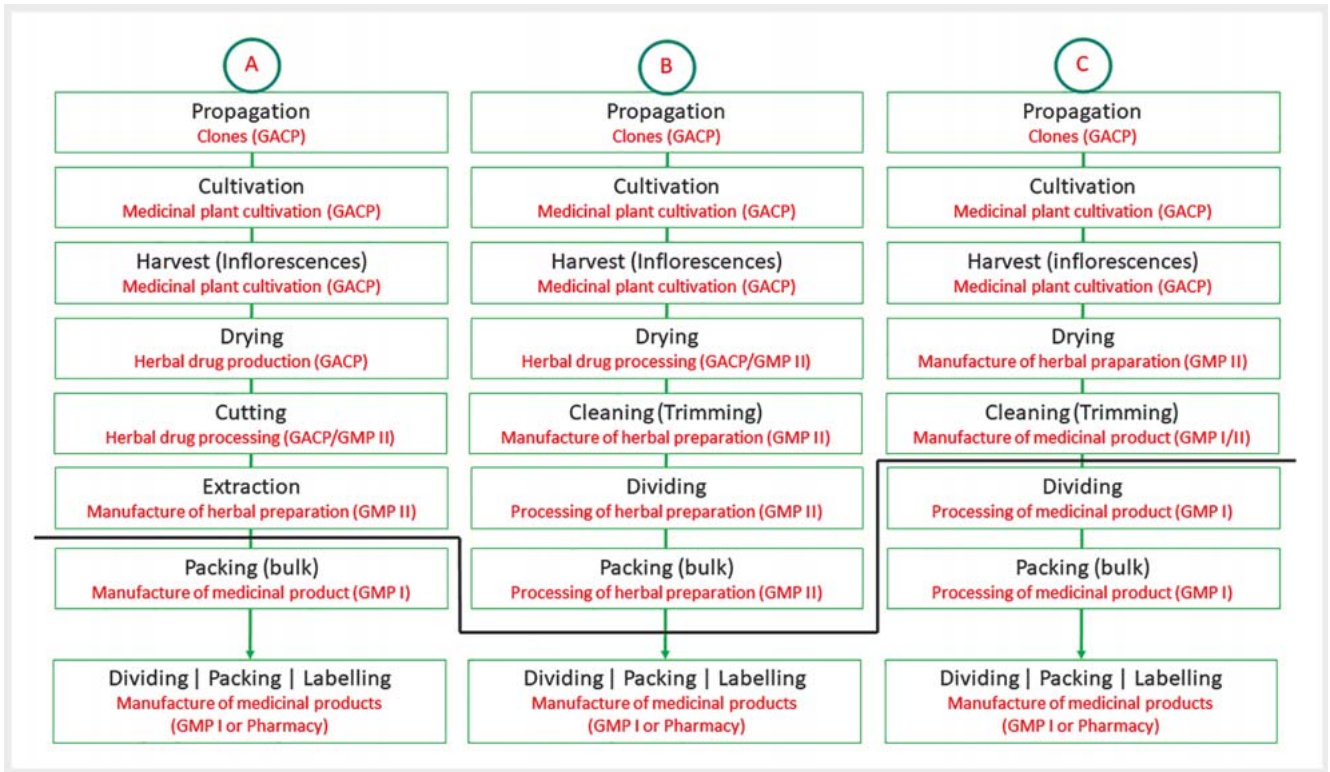 A
Propagation
Clones (GACP)
Cultivation
Medicinal plant cultivation (GACP)
Harvest (Inflorescences)
Medicinal plant cultivation (GACP)
Drying
Herbal drug production (GACP)
Cutting
Herbal drug processing (GACP/GMP II)
Extraction
Manufacture of herbal preparation (GMP II)
Packing (bulk)
Manufacture of medicinal product (GMP I)
Dividing | Packing | Labelling
Manufacture of medicinal products
(GMP I or Pharmacy)
B
Propagation
Clones (GACP)
Cultivation
Medicinal plant cultivation (GACP)
Harvest (Inflorescences)
Medicinal plant cultivation (GACP)
Drying
Herbal drug processing (GACP/GMP II)
Cleaning (Trimming)
Manufacture of herbal preparation (GMP II)
Dividing
Processing of herbal preparation (GMP II)
Packing (bulk)
Processing of herbal preparation (GMP II)
Dividing | Packing | Labelling
Manufacture of medicinal products
(GMP I or Pharmacy)
C
Propagation
Clones (GACP)
Cultivation
Medicinal plant cultivation (GACP)
Harvest (inflorescences)
Medicinal plant cultivation (GACP)
Drying
Manufacture of herbal praparation (GMP II)
Cleaning (Trimming)
Manufacture of medicinal product (GMP I/II)
Dividing
Processing of medicinal product (GMP I)
Packing (bulk)
Processing of medicinal product (GMP I)
Dividing | Packing | Labelling
Manufacture of medicinal products
(GMP I or Pharmacy)